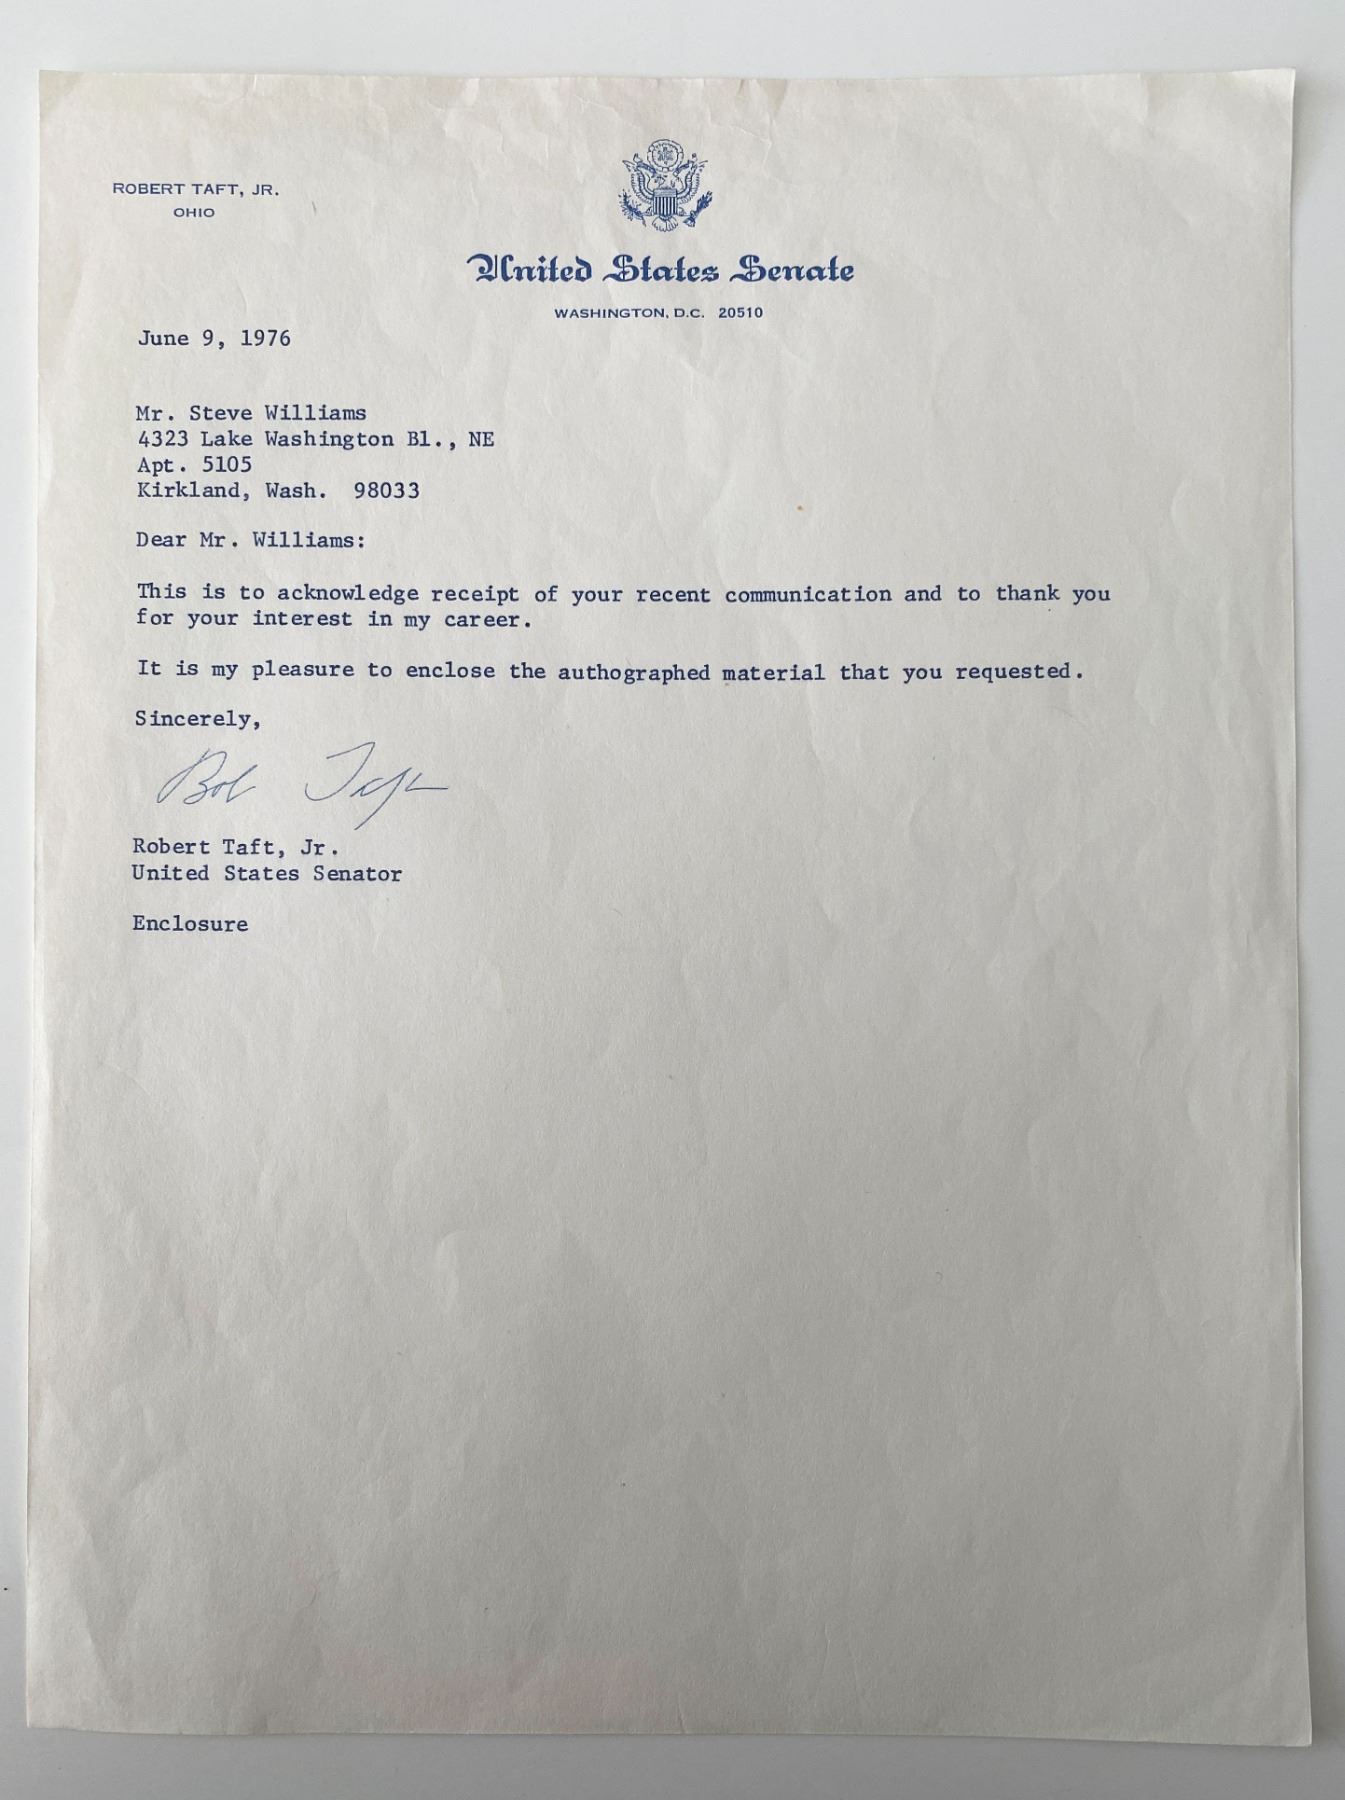 ROBERT TAFT, JR.
OHIO
United States Senate
WASHINGTON, D.C. 20510
June 9, 1976
Mr. Steve Williams
4323 Lake Washington Bl., NE
Apt. 5105
Kirkland, Wash. 98033
Dear Mr. Williams:
This is to acknowledge receipt of your recent communication and to thank you
for your interest in my career.
It is my pleasure to enclose the authographed material that you requested.
Sincerely,
Bob Taft
Robert Taft, Jr.
United States Senator
Enclosure